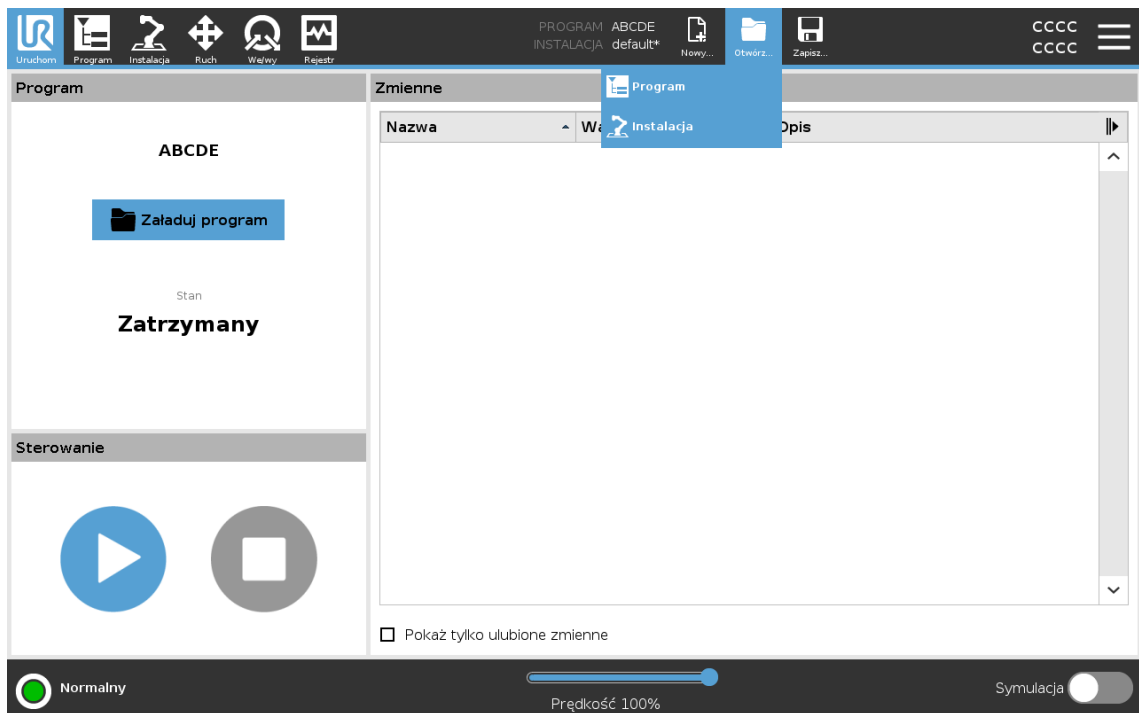 Uruchom
Program
Instalacja
Ruch
We/wy
Rejestr
PROGRAM ABCDE
INSTALACJA default*
Nowy...
Otwórz...
Zapisz...
CCCC
CCCC
Program
Instalacja
Program
ABCDE
Załaduj program
Stan
Zatrzymany
Sterowanie
Zmienne
Nazwa
Opis
Pokaż tylko ulubione zmienne
Normalny
Prędkość 100%
Symulacja